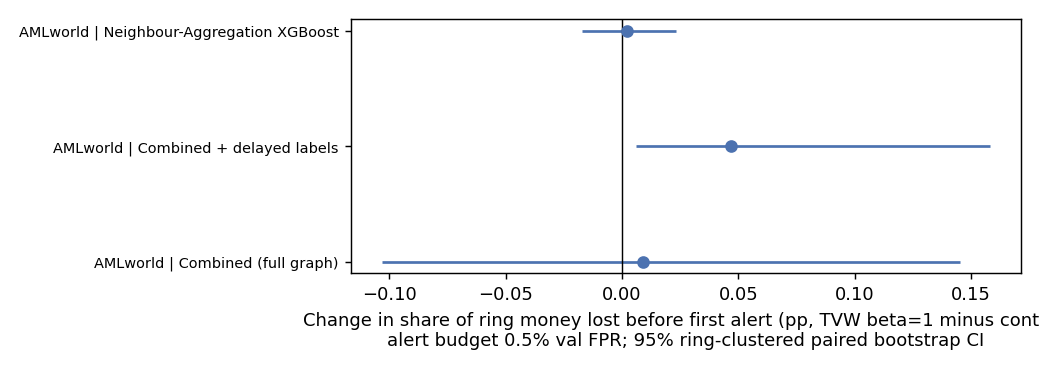 AMLworld | Neighbour-Aggregation XGBoost
AMLworld | Combined + delayed labels
AMLworld | Combined (full graph)
−0.10 −0.05 0.00 0.05 0.10 0.15
Change in share of ring money lost before first alert (pp, TVW beta=1 minus cont
alert budget 0.5% val FPR; 95% ring-clustered paired bootstrap CI